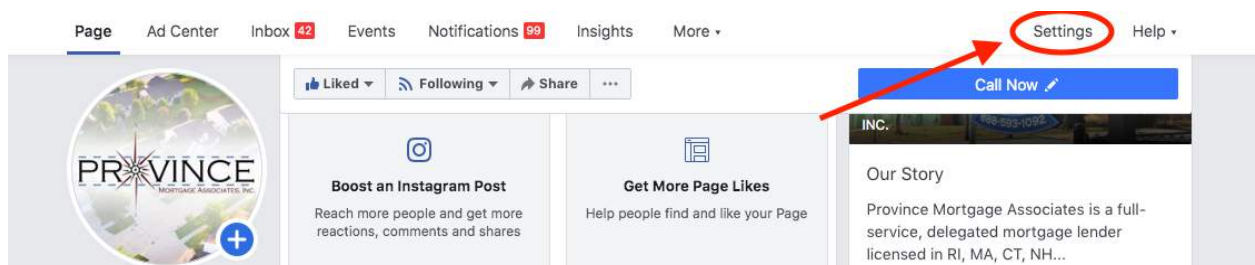 Page Ad Center Inbox 42 Events Notifications 99 Insights More Settings Help
Liked Following Share ...
Call Now
PROVINCE
MORTGAGE ASSOCIATES, INC.
Boost an Instagram Post
Reach more people and get more
reactions, comments and shares
Get More Page Likes
Help people find and like your Page
888-593-1092
INC.
Our Story
Province Mortgage Associates is a full-
service, delegated mortgage lender
licensed in RI, MA, CT, NH...